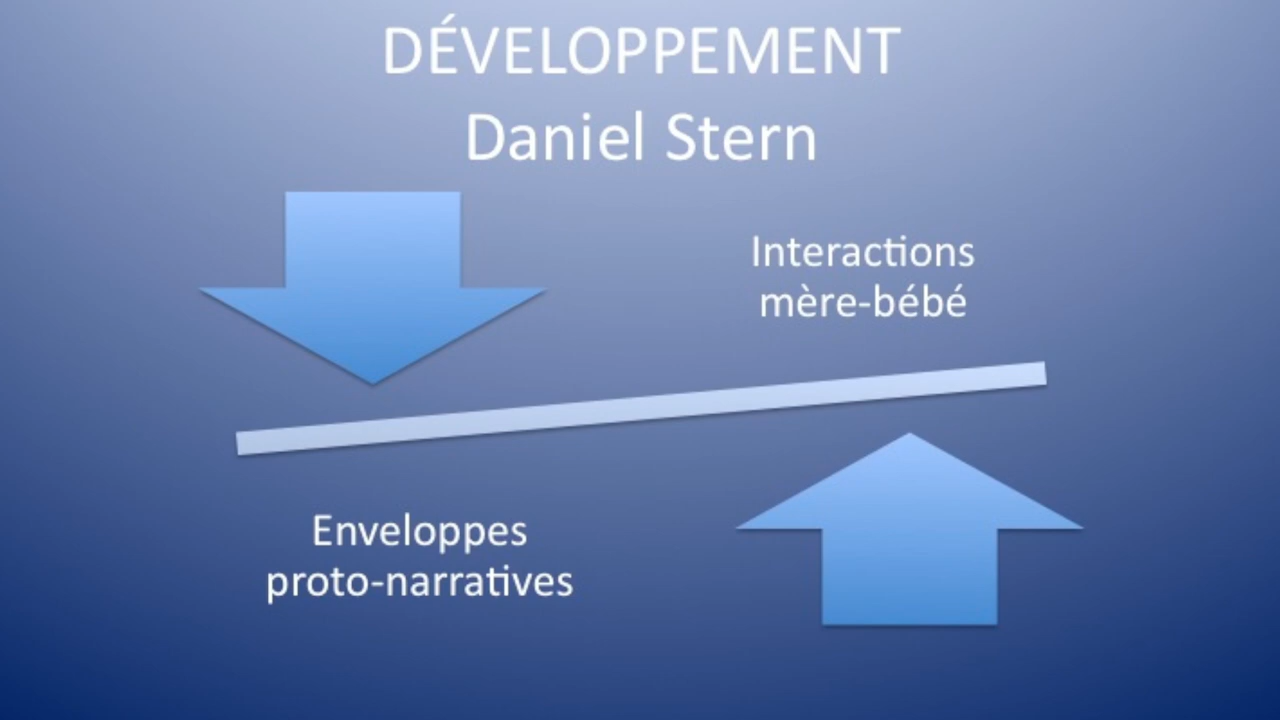 DÉVELOPPEMENT
Daniel Stern
Interactions
mère-bébé
Enveloppes
proto-narratives